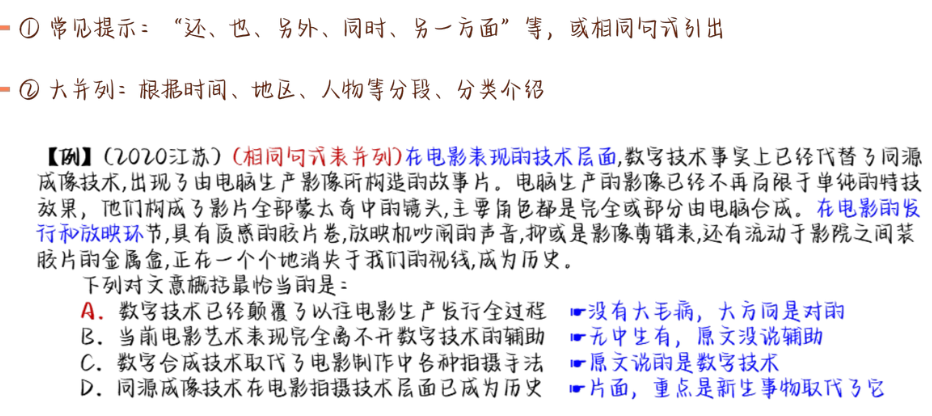 ① 常见提示：“还、也、另外、同时、另一方面”等，或相同句式引出
② 大并列：根据时间、地区、人物等分段、分类介绍
【例】(2020江苏)(相同句式表并列)在电影表现的技术层面,数字技术事实上已经代替了同源
成像技术,出现了由电脑生产影像所构造的故事片。电脑生产的影像已经不再局限于单纯的特技
效果，他们构成了影片全部蒙太奇中的镜头,主要角色都是完全或部分由电脑合成。在电影的发
行和放映环节,具有质感的胶片卷,放映机吵闹的声音,抑或是影像剪辑表,还有流动于影院之间装
胶片的金属盒,正在一个个地消失于我们的视线,成为历史。
下列对文意概括最恰当的是：
A. 数字技术已经颠覆了以往电影生产发行全过程 ☛没有大毛病，大方向是对的
B. 当前电影艺术表现完全离不开数字技术的辅助 ☛无中生有，原文没说辅助
C. 数字合成技术取代了电影制作中各种拍摄手法 ☛原文说的是数字技术
D. 同源成像技术在电影拍摄技术层面已成为历史 ☛片面，重点是新生事物取代了它